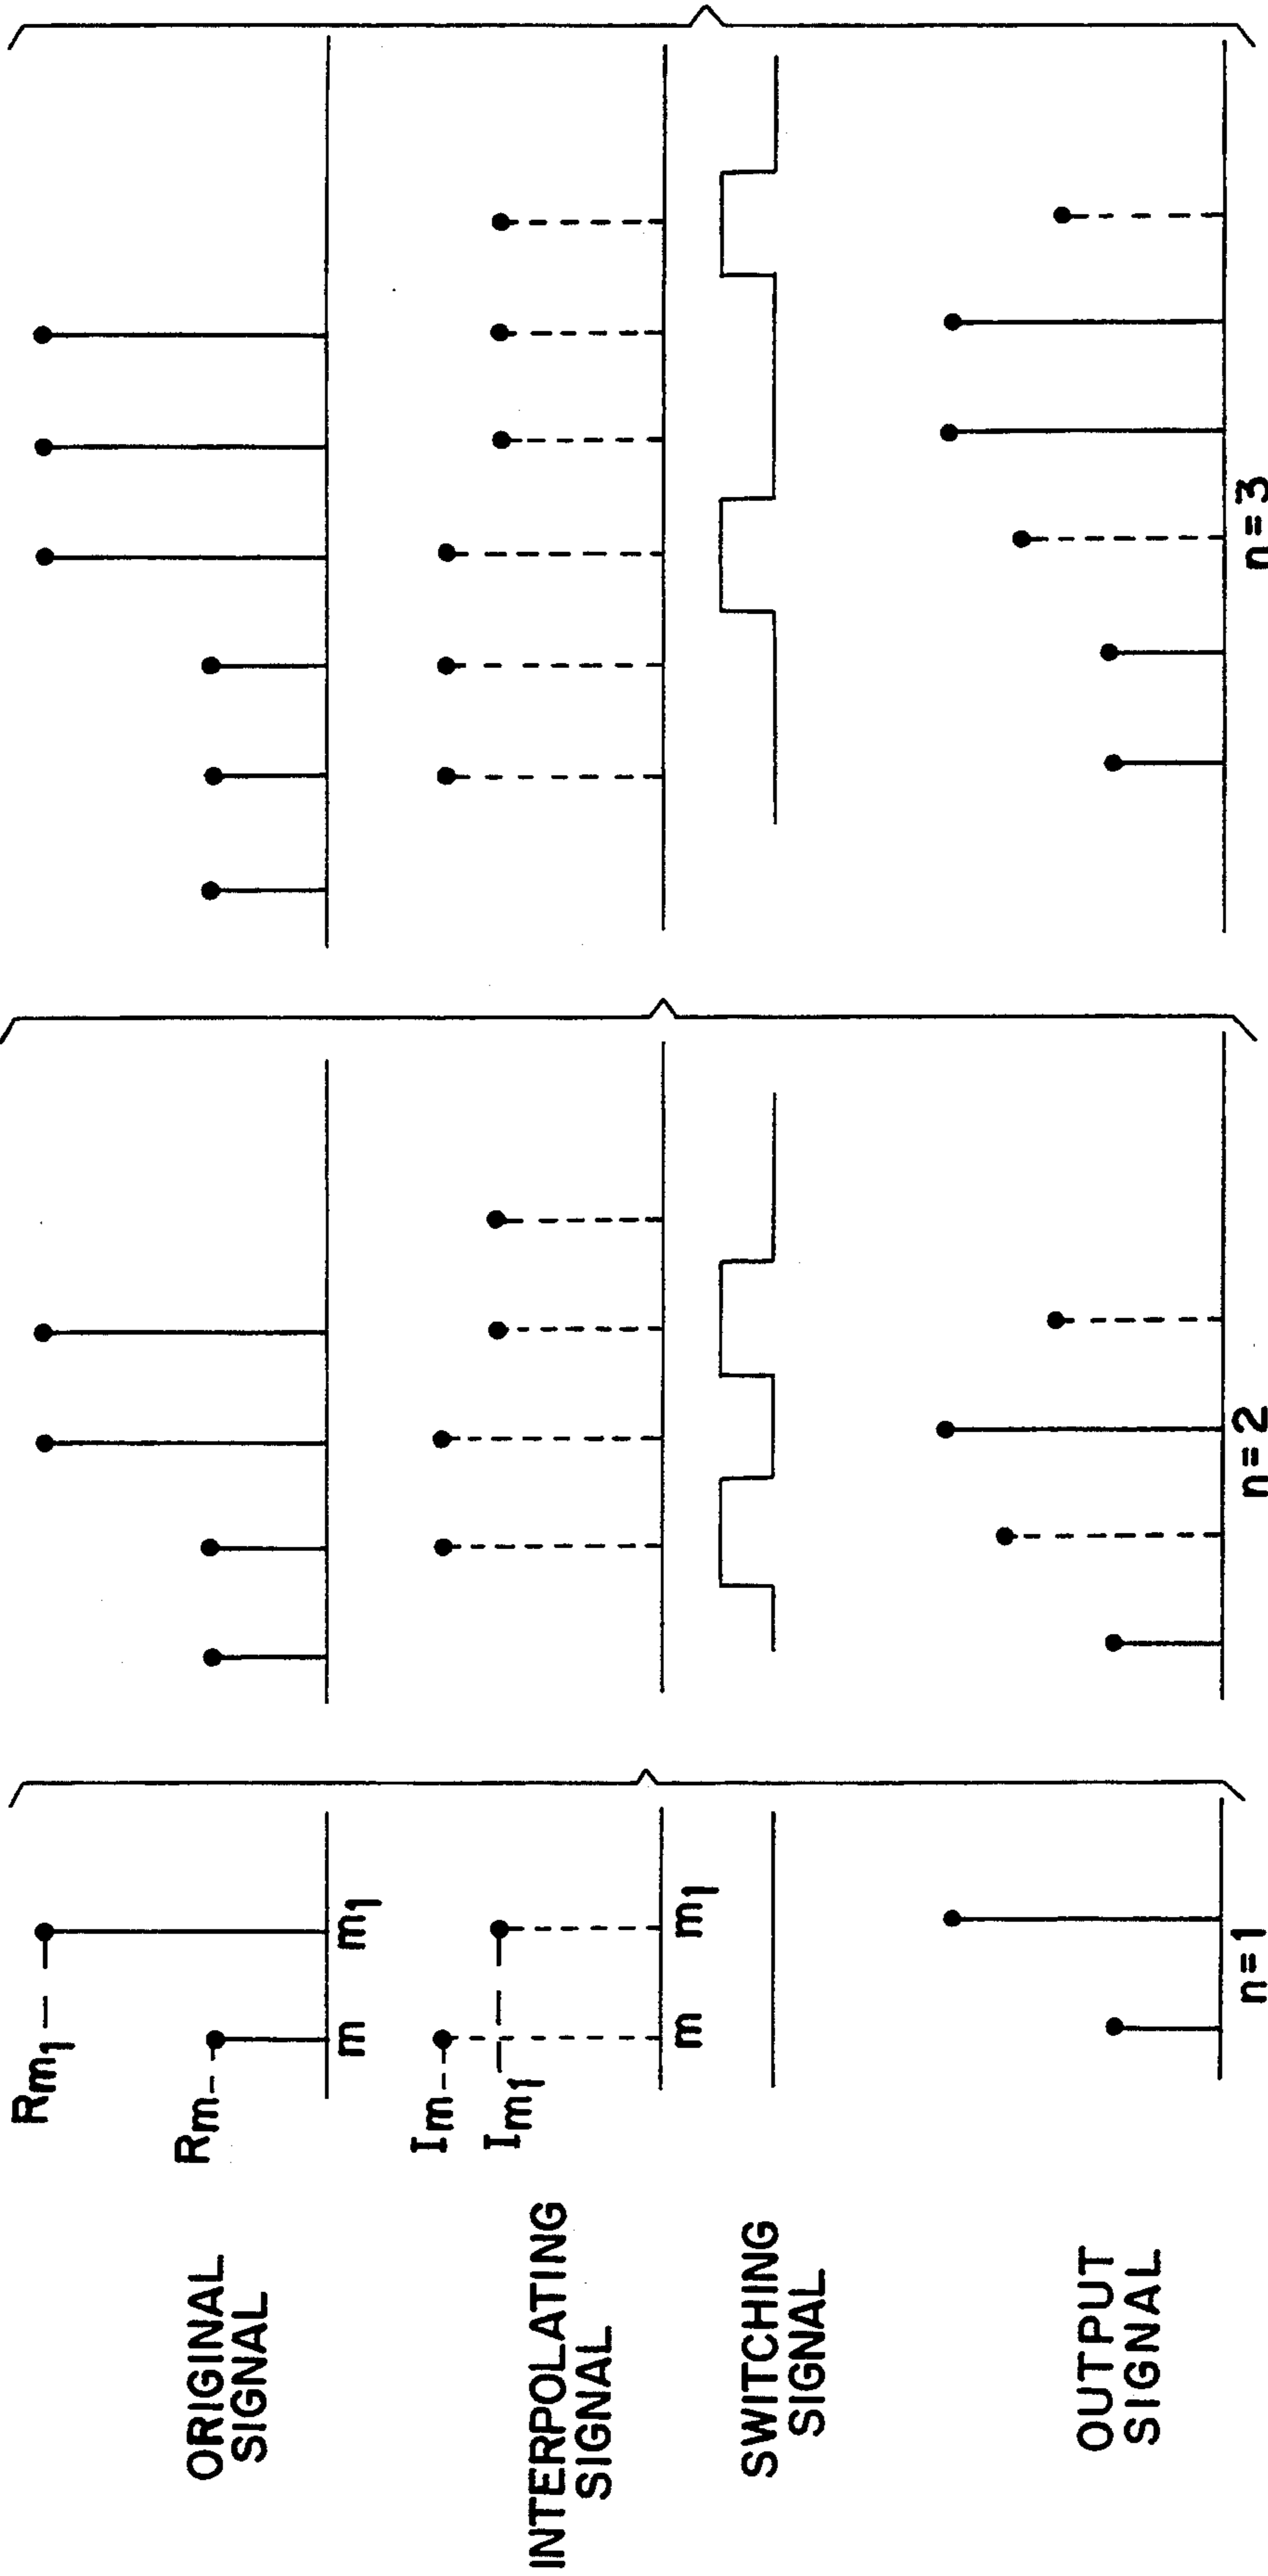 ORIGINAL
SIGNAL
Rm1
Rm
m m1
INTERPOLATING
SIGNAL
Im
Im1
m m1
SWITCHING
SIGNAL
OUTPUT
SIGNAL
n=1
n=2
n=3